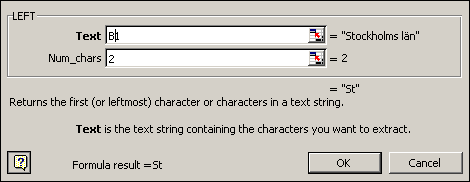 LEFT
Text B1 = "Stockholms län"
Num_chars 2 = 2
= "St"
Returns the first (or leftmost) character or characters in a text string.
Text is the text string containing the characters you want to extract.
? Formula result =St OK Cancel